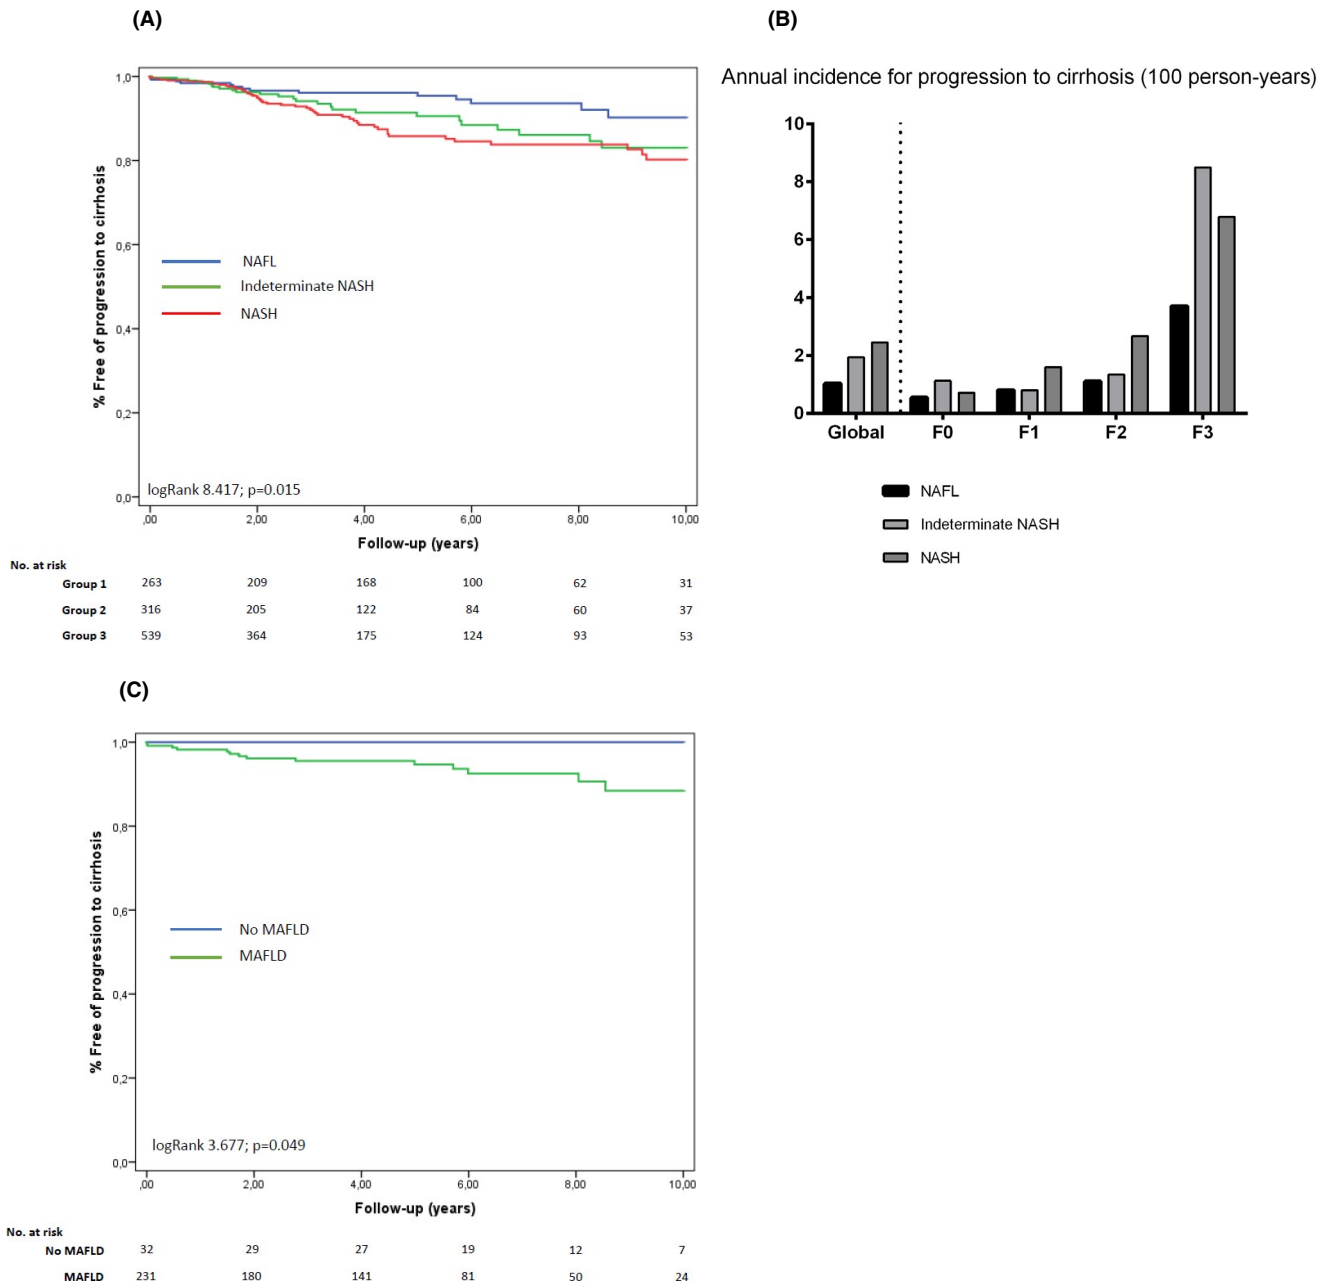 (A)
1,0
0,8
0,6
0,4
0,2
0,0
% Free of progression to cirrhosis
NAFL
Indeterminate NASH
NASH
logRank 8.417; p=0.015
,00 2,00 4,00 6,00 8,00 10,00
Follow-up (years)
No. at risk
Group 1 263 209 168 100 62 31
Group 2 316 205 122 84 60 37
Group 3 539 364 175 124 93 53
(B)
Annual incidence for progression to cirrhosis (100 person-years)
10
8
6
4
2
0
Global F0 F1 F2 F3
NAFL
Indeterminate NASH
NASH
(C)
1,0
0,8
0,6
0,4
0,2
0,0
% Free of progression to cirrhosis
No MAFLD
MAFLD
logRank 3.677; p=0.049
,00 2,00 4,00 6,00 8,00 10,00
Follow-up (years)
No. at risk
No MAFLD 32 29 27 19 12 7
MAFLD 231 180 141 81 50 24